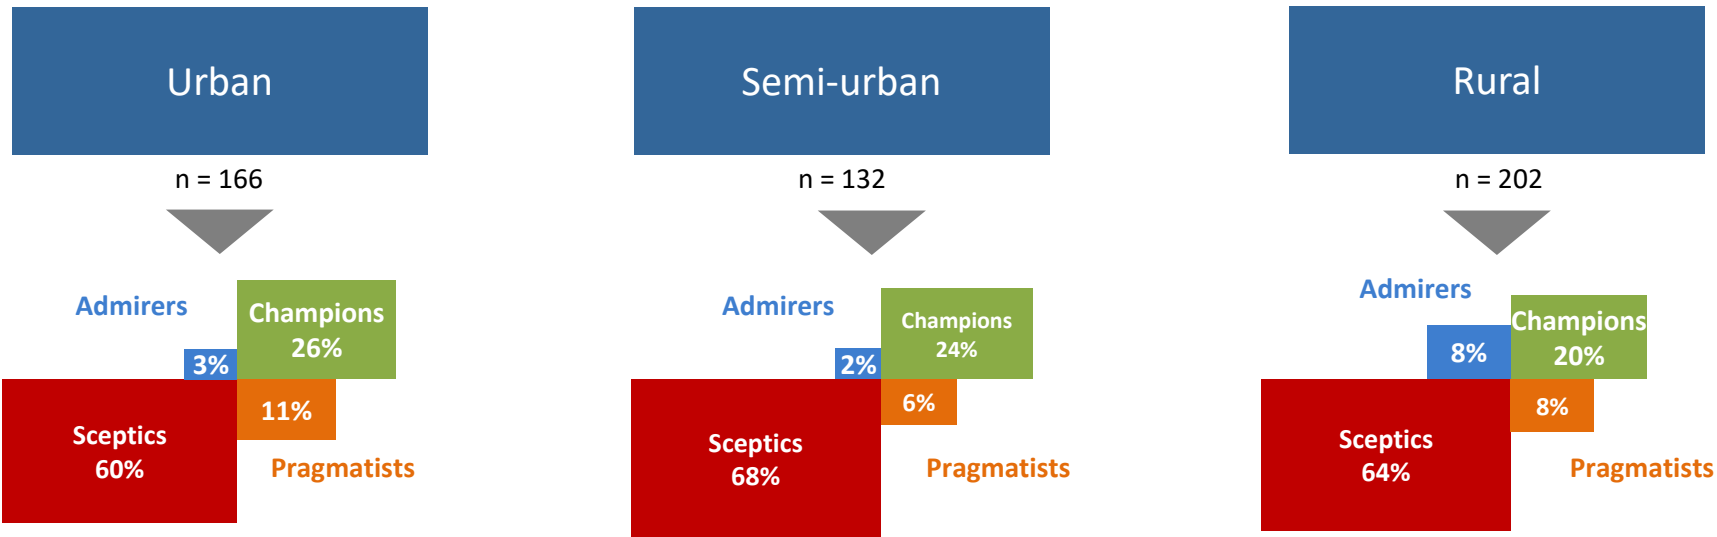 Urban
n = 166
Admirers
Champions
26%
3%
11%
Sceptics
60%
Pragmatists
Semi-urban
n = 132
Admirers
Champions
24%
2%
6%
Sceptics
68%
Pragmatists
Rural
n = 202
Admirers
Champions
20%
8%
8%
Sceptics
64%
Pragmatists